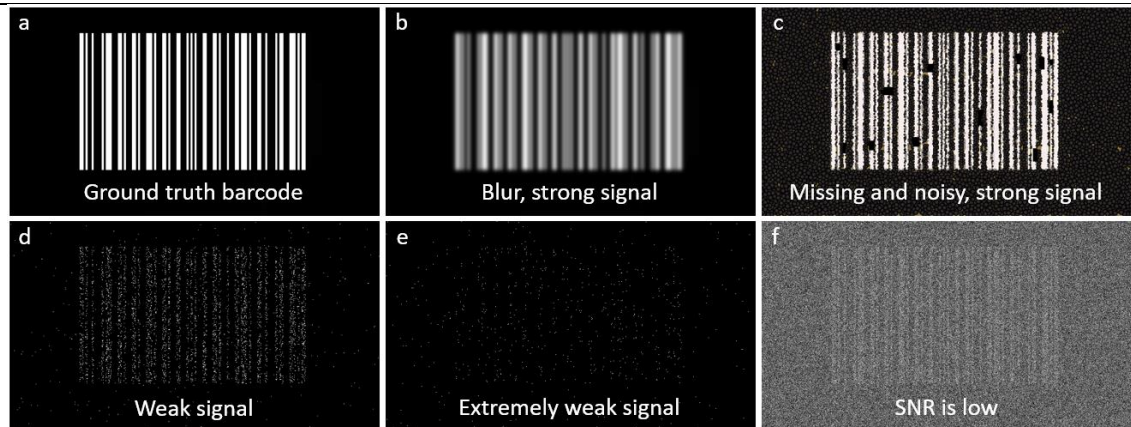 a
Ground truth barcode
b
Blur, strong signal
c
Missing and noisy, strong signal
d
Weak signal
e
Extremely weak signal
f
SNR is low